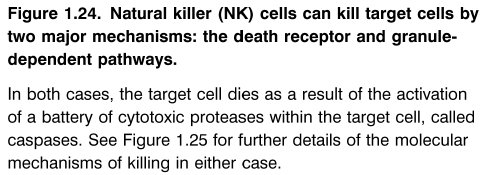 Figure 1.24. Natural killer (NK) cells can kill target cells by
two major mechanisms: the death receptor and granule-
dependent pathways.
In both cases, the target cell dies as a result of the activation
of a battery of cytotoxic proteases within the target cell, called
caspases. See Figure 1.25 for further details of the molecular
mechanisms of killing in either case.